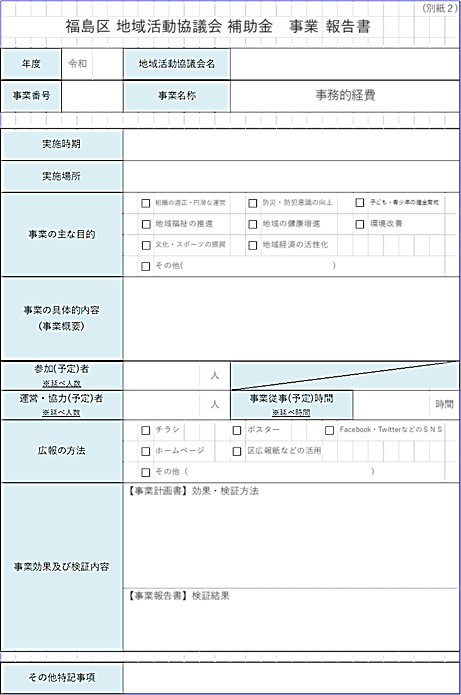 (別紙２)
福島区 地域活動協議会 補助金　事業 報告書
年度 令和 地域活動協議会名
事業番号 事業名称 事務的経費
実施時期
実施場所
事業の主な目的
□ 組織の適正・円滑な運営 □ 防災・防犯意識の向上 □ 子ども・青少年の健全育成
□ 地域福祉の推進 □ 地域の健康増進 □ 環境改善
□ 文化・スポーツの振興 □ 地域経済の活性化
□ その他( )
事業の具体的内容
(事業概要)
参加(予定)者 人
※延べ人数
運営・協力(予定)者 人 事業従事(予定)時間 時間
※延べ人数 ※延べ時間
広報の方法
□ チラシ □ ポスター □ Facebook・TwitterなどのＳＮＳ
□ ホームページ □ 区広報紙などの活用
□ その他（ ）
事業効果及び検証内容
【事業計画書】効果・検証方法
【事業報告書】検証結果
その他特記事項